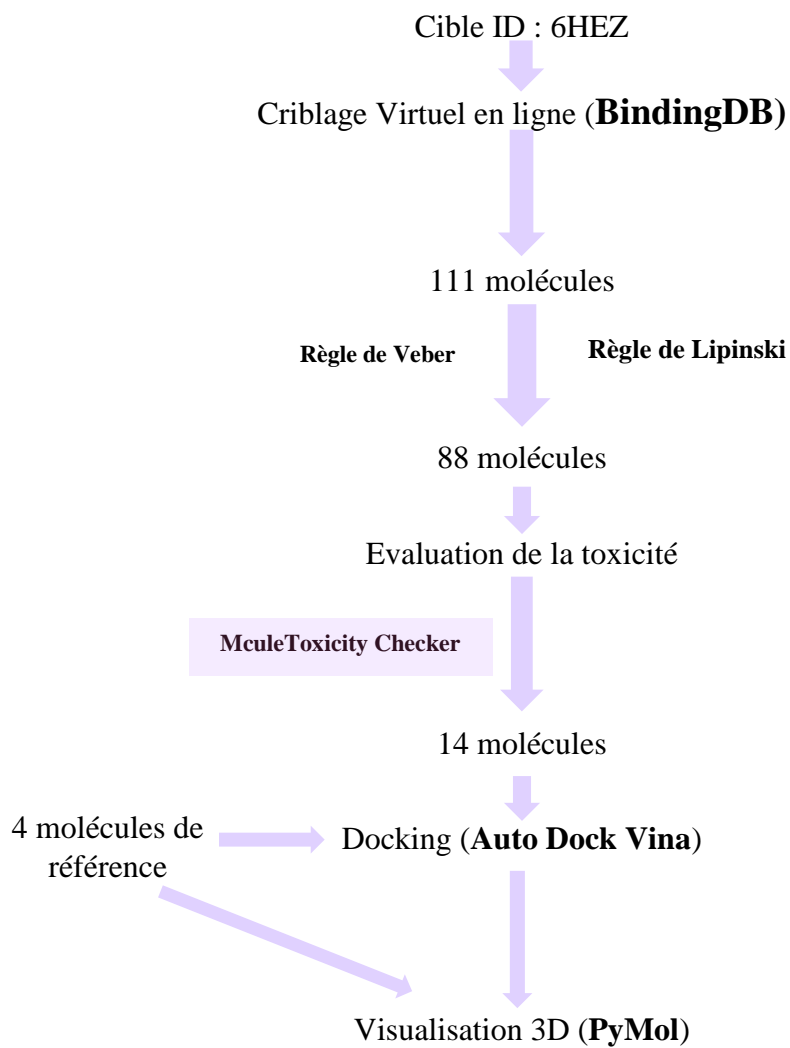 Cible ID : 6HEZ
Criblage Virtuel en ligne (BindingDB)
111 molécules
Règle de Veber
Règle de Lipinski
88 molécules
Evaluation de la toxicité
MculeToxicity Checker
14 molécules
4 molécules de
référence
Docking (Auto Dock Vina)
Visualisation 3D (PyMol)